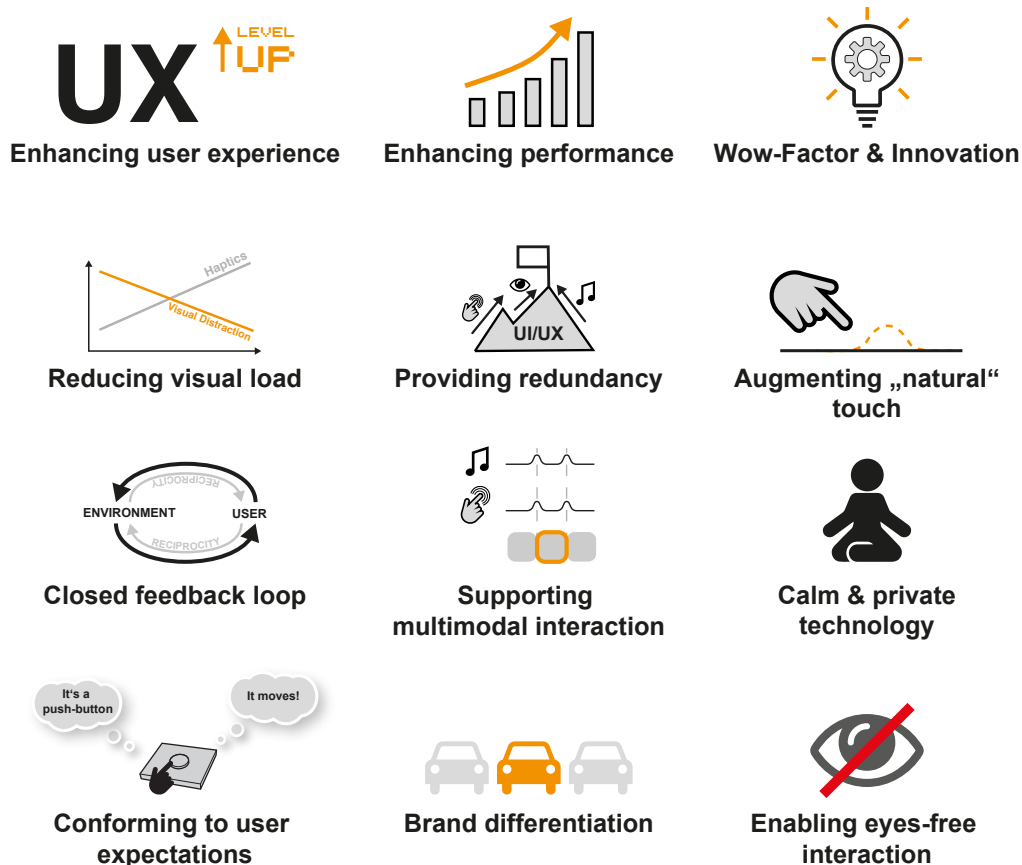 UX LEVEL
UP
Enhancing user experience
Enhancing performance
Wow-Factor & Innovation
Haptics
Visual Distraction
Reducing visual load
UI/UX
Providing redundancy
Augmenting „natural“
touch
RECIPROCITY
ENVIRONMENT
USER
RECIPROCITY
Closed feedback loop
Supporting
multimodal interaction
Calm & private
technology
It‘s a
push-button
It moves!
Conforming to user
expectations
Brand differentiation
Enabling eyes-free
interaction